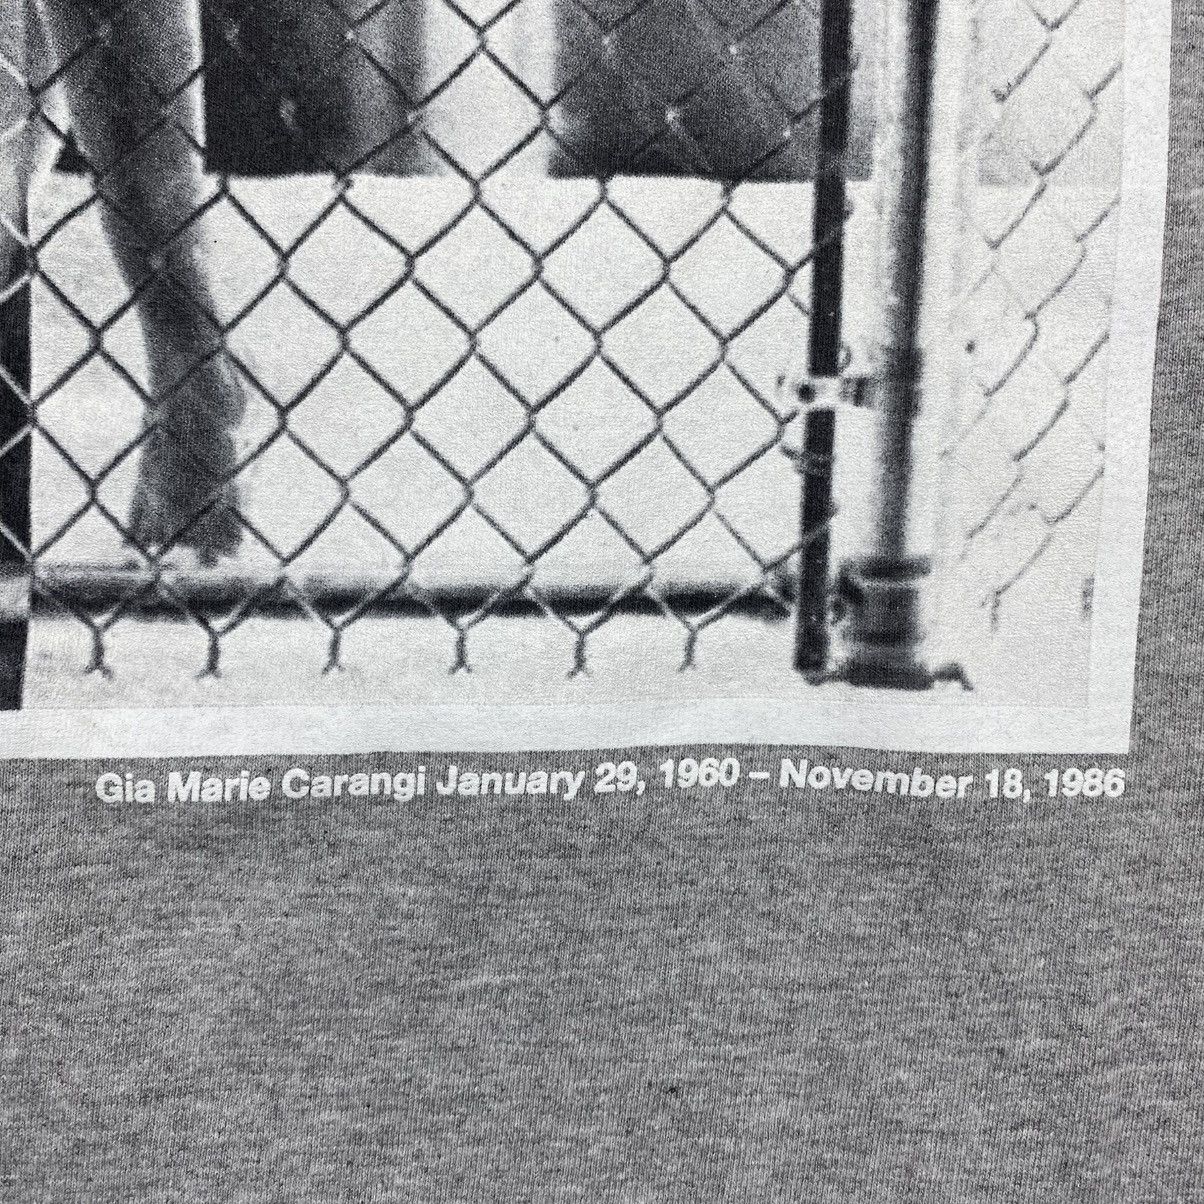 Gia Marie Carangi January 29, 1960 – November 18, 1986